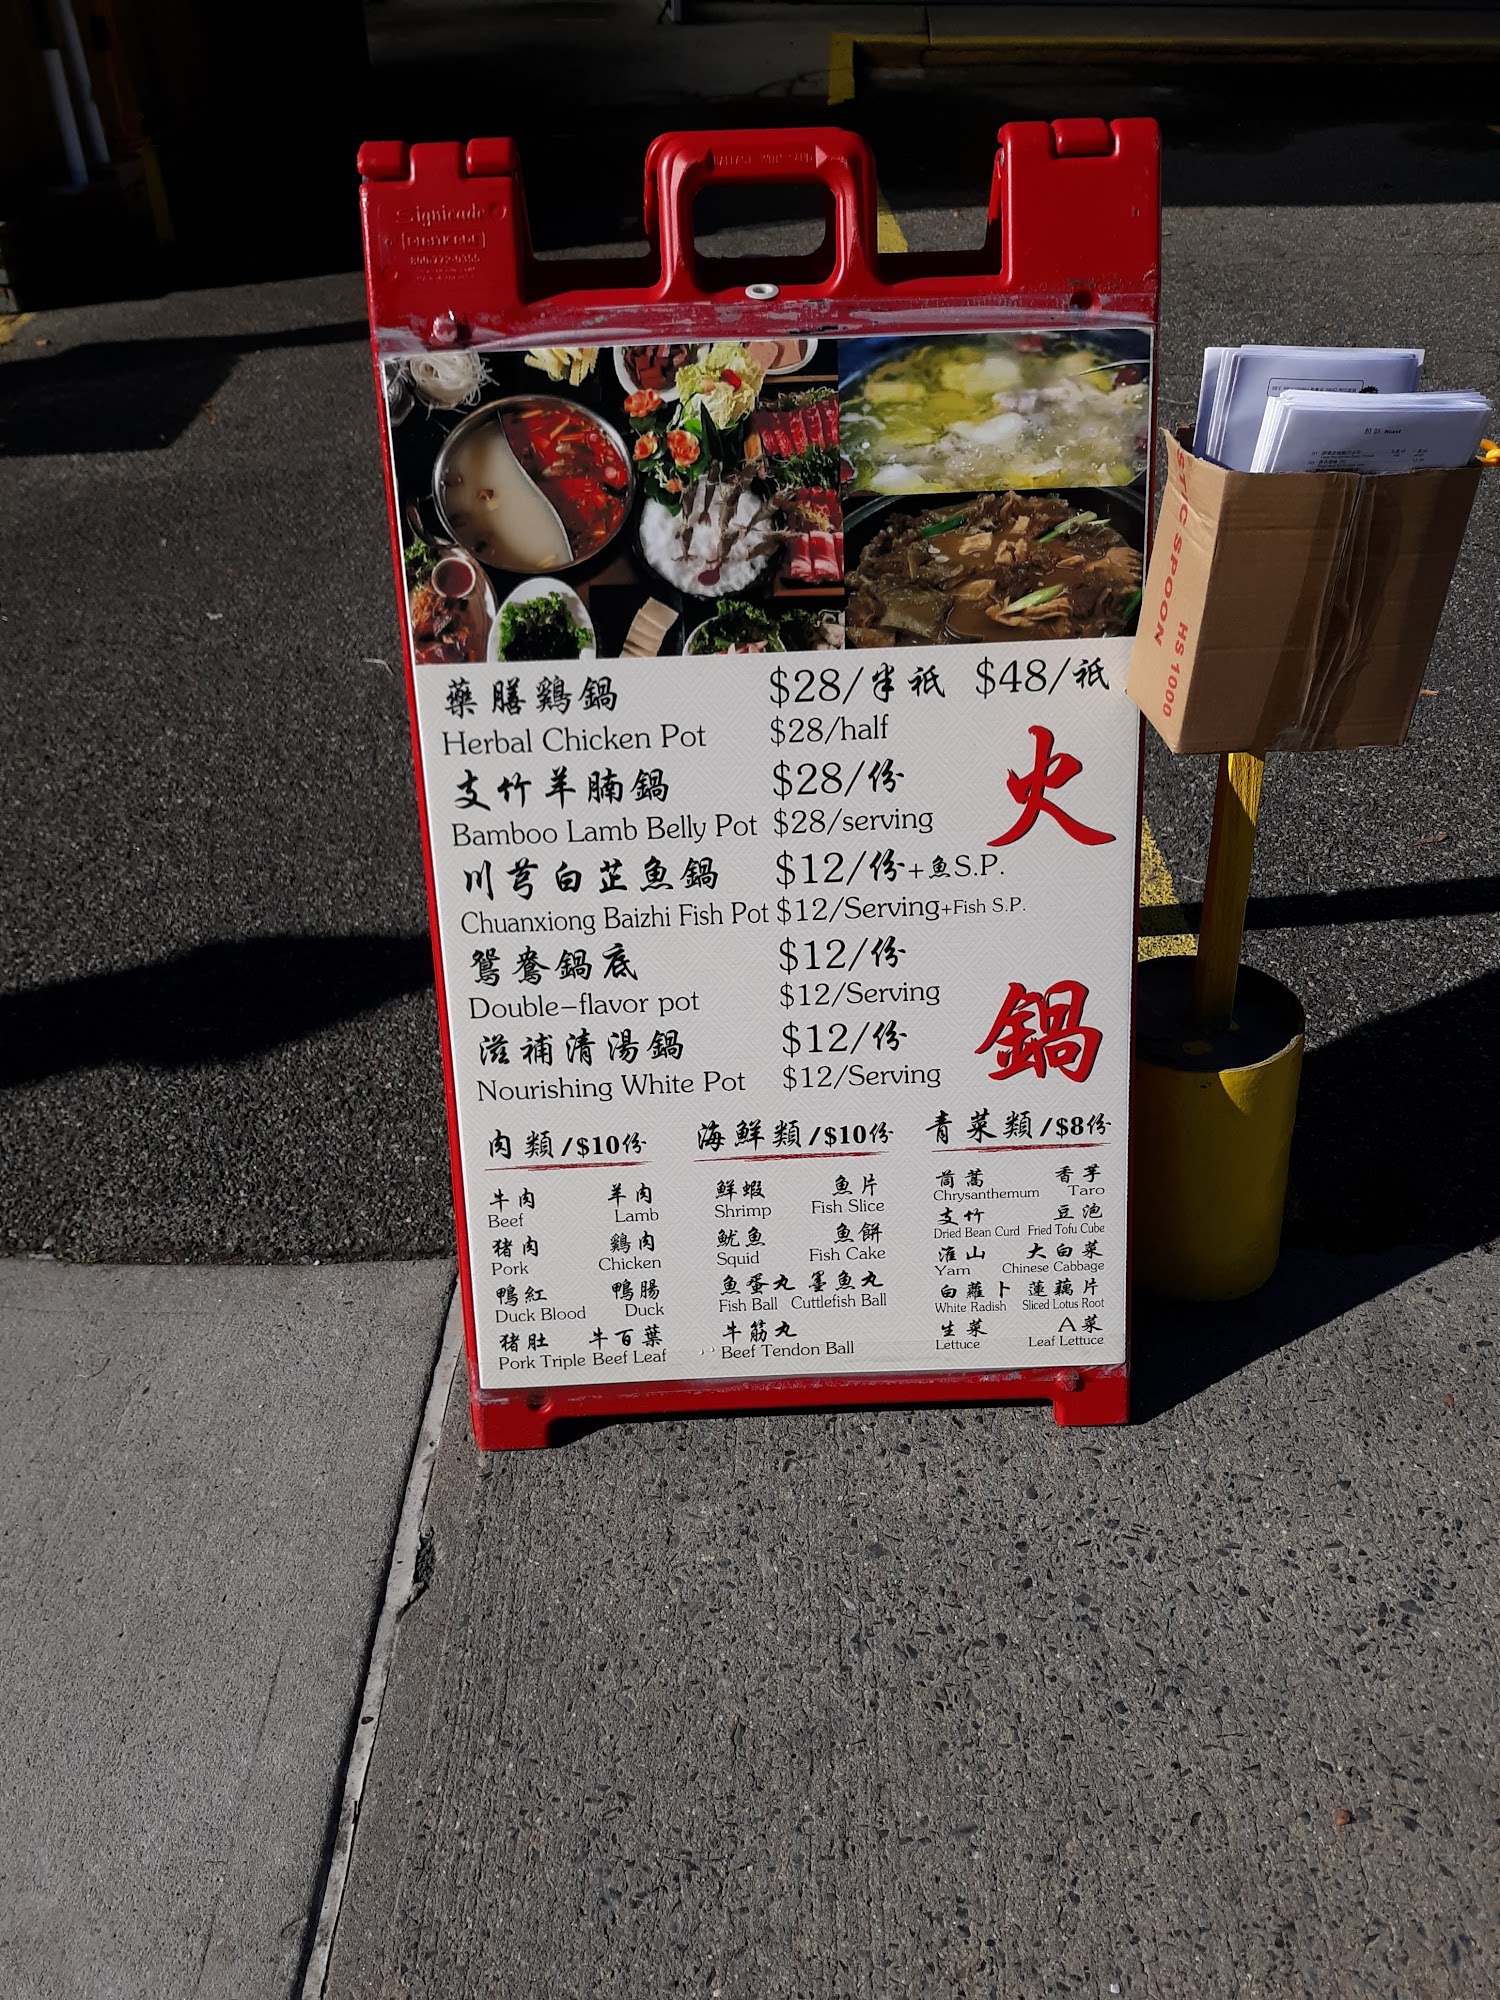 Signicade
800-772-0355
藥膳鷄鍋 $28/半祇 $48/祇
Herbal Chicken Pot $28/half
支竹羊腩鍋 $28/份
Bamboo Lamb Belly Pot $28/serving
川芎白芷魚鍋 $12/份+魚S.P.
Chuanxiong Baizhi Fish Pot $12/Serving+Fish S.P.
鴛鴦鍋底 $12/份
Double-flavor pot $12/Serving
滋補清湯鍋 $12/份
Nourishing White Pot $12/Serving
火
鍋
肉類/$10份
牛肉 羊肉
Beef Lamb
猪肉 鷄肉
Pork Chicken
鴨紅 鴨腸
Duck Blood Duck
猪肚 牛百葉
Pork Triple Beef Leaf
海鮮類/$10份
鮮蝦 魚片
Shrimp Fish Slice
魷魚 魚餅
Squid Fish Cake
魚蛋丸 墨魚丸
Fish Ball Cuttlefish Ball
牛筋丸
Beef Tendon Ball
青菜類/$8份
茼蒿 香芋
Chrysanthemum Taro
支竹 豆泡
Dried Bean Curd Fried Tofu Cube
淮山 大白菜
Yam Chinese Cabbage
白蘿卜 蓮藕片
White Radish Sliced Lotus Root
生菜 A菜
Lettuce Leaf Lettuce
STIC SPOON
HS 1000
Roast